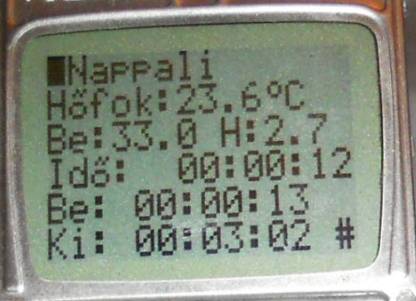 ■Nappali
Hőfok:23.6°C
Be:33.0 H:2.7
Idő: 00:00:12
Be: 00:00:13
Ki: 00:03:02 #